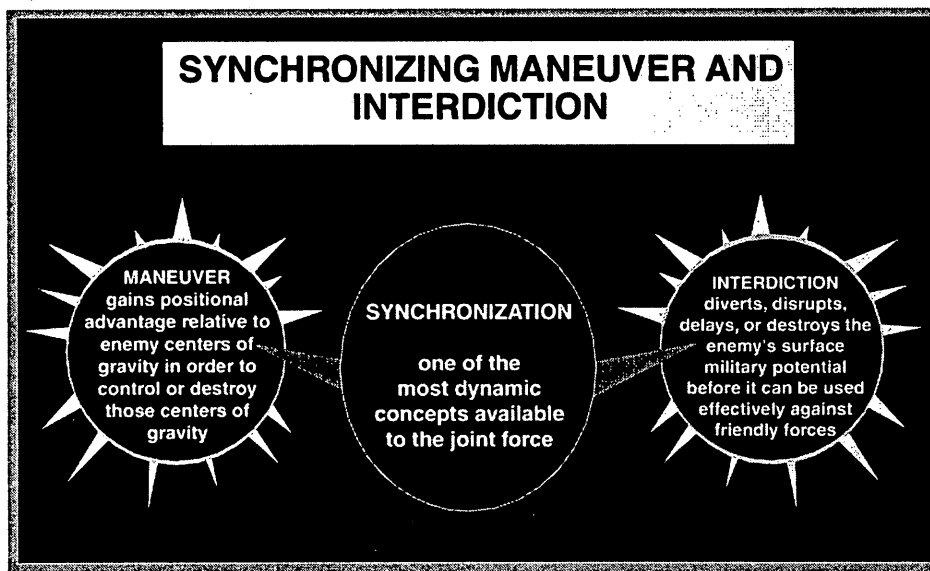 SYNCHRONIZING MANEUVER AND
INTERDICTION
MANEUVER
gains positional
advantage relative to
enemy centers of
gravity in order to
control or destroy
those centers of
gravity
SYNCHRONIZATION
one of the
most dynamic
concepts available
to the joint force
INTERDICTION
diverts, disrupts,
delays, or destroys the
enemy's surface
military potential
before it can be used
effectively against
friendly forces